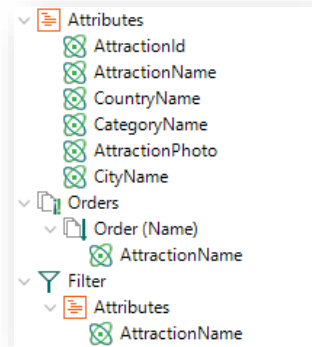 Attributes
AttractionId
AttractionName
CountryName
CategoryName
AttractionPhoto
CityName
Orders
Order (Name)
AttractionName
Filter
Attributes
AttractionName